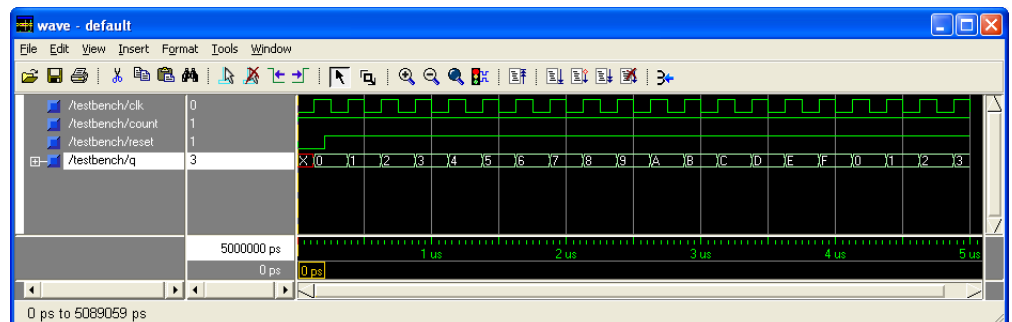 wave - default
File Edit View Insert Format Tools Window
/testbench/clk 0
/testbench/count 1
/testbench/reset 1
/testbench/q 3 X 0 1 2 3 4 5 6 7 8 9 A B C D E F 0 1 2 3
5000000 ps 1 us 2 us 3 us 4 us 5 us
0 ps 0 ps
0 ps to 5089059 ps